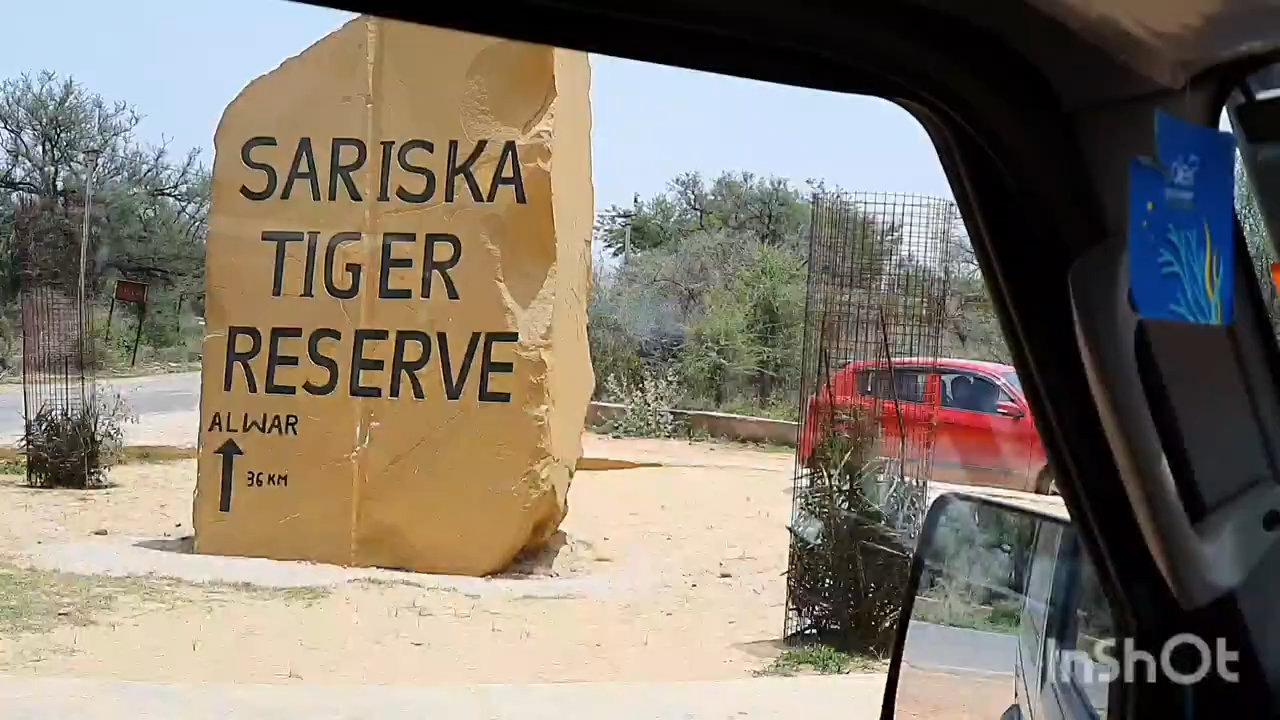 SARISKA
TIGER
RESERVE
ALWAR
36 KM
InShOt